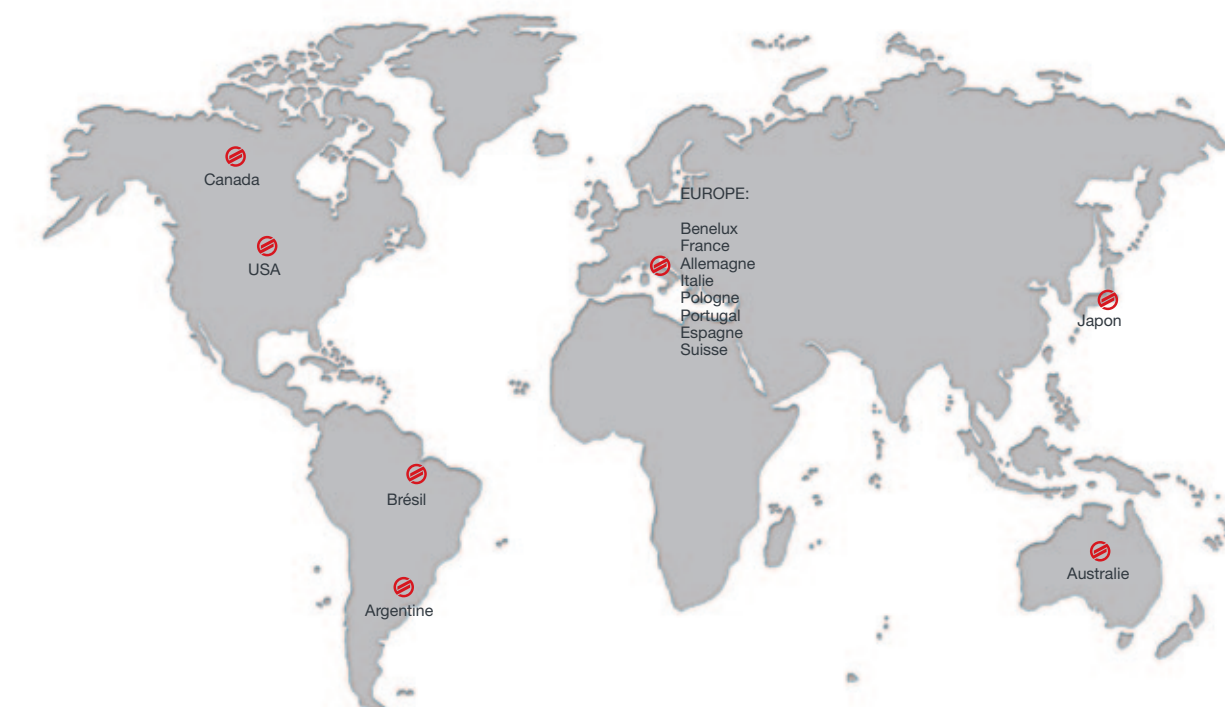 Canada
USA
EUROPE:
Benelux
France
Allemagne
Italie
Pologne
Portugal
Espagne
Suisse
Japon
Brésil
Australie
Argentine